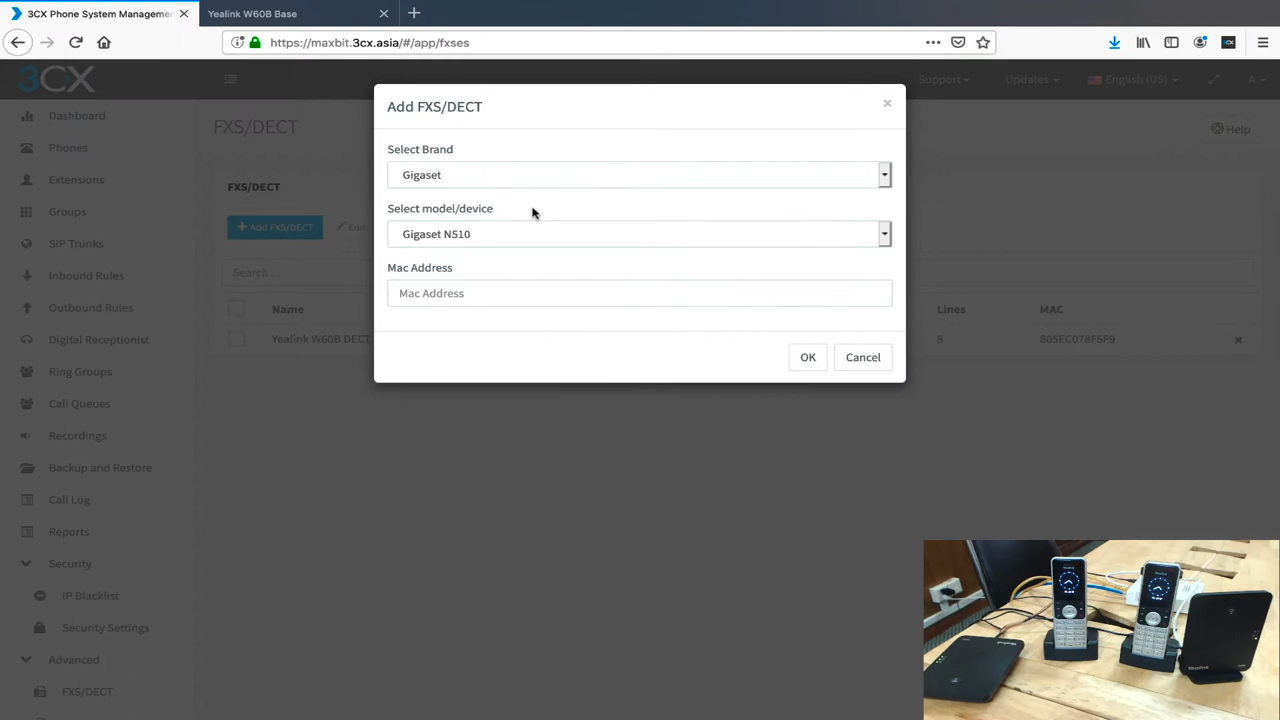 3CX Phone System Manageme
Yealink W60B Base
https://maxbit.3cx.asia/#/app/fxses
3CX
Support
Updates
English (US)
A
Dashboard
Phones
Extensions
Groups
SIP Trunks
Inbound Rules
Outbound Rules
Digital Receptionist
Ring Groups
Call Queues
Recordings
Backup and Restore
Call Log
Reports
Security
IP Blacklist
Security Settings
Advanced
FXS/DECT
FXS/DECT
Help
FXS/DECT
+ Add FXS/DECT
Edit
Search ...
Name
Lines
MAC
Yealink W60B DECT
8
805EC078F5F9
Add FXS/DECT
Select Brand
Gigaset
Select model/device
Gigaset N510
Mac Address
Mac Address
OK
Cancel
Yealink